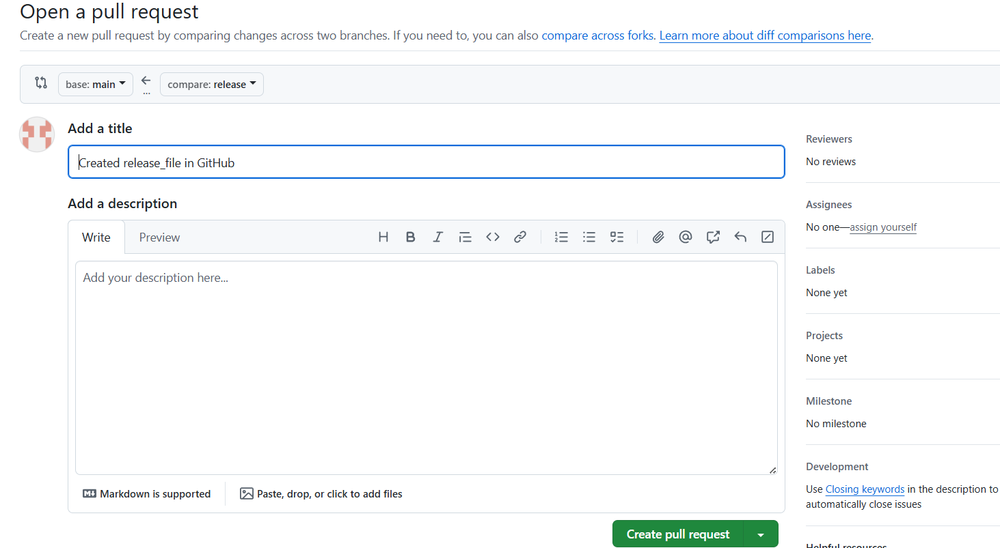 Open a pull request
Create a new pull request by comparing changes across two branches. If you need to, you can also compare across forks. Learn more about diff comparisons here.
base: main
...
compare: release
Add a title
Created release_file in GitHub
Add a description
Write
Preview
Add your description here...
Markdown is supported
Paste, drop, or click to add files
Create pull request
Reviewers
No reviews
Assignees
No one—assign yourself
Labels
None yet
Projects
None yet
Milestone
No milestone
Development
Use Closing keywords in the description to
automatically close issues
Helpful resources